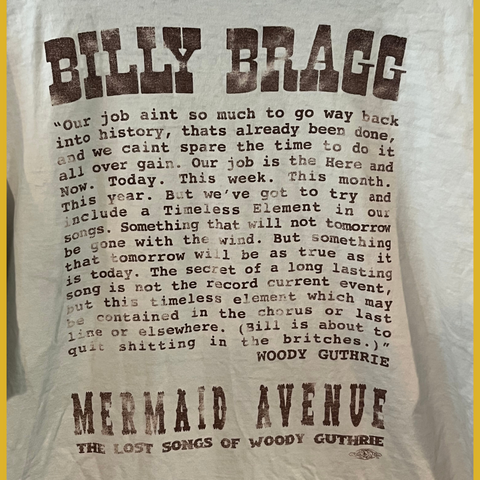 BILLY BRAGG
"Our job aint so much to go way back
into history, thats already been done,
and we caint spare the time to do it
all over gain. Our job is the Here and
Now. Today. This week. This month.
This year. But we've got to try and
include a Timeless Element in our
songs. Something that will not tomorrow
be gone with the wind. But something
that tomorrow will be as true as it
is today. The secret of a long lasting
song is not the record current event,
but this timeless element which may
be contained in the chorus or last
line or elsewhere. (Bill is about to
quit shitting in the britches.)"
WOODY GUTHRIE
MERMAID AVENUE
THE LOST SONGS OF WOODY GUTHRIE